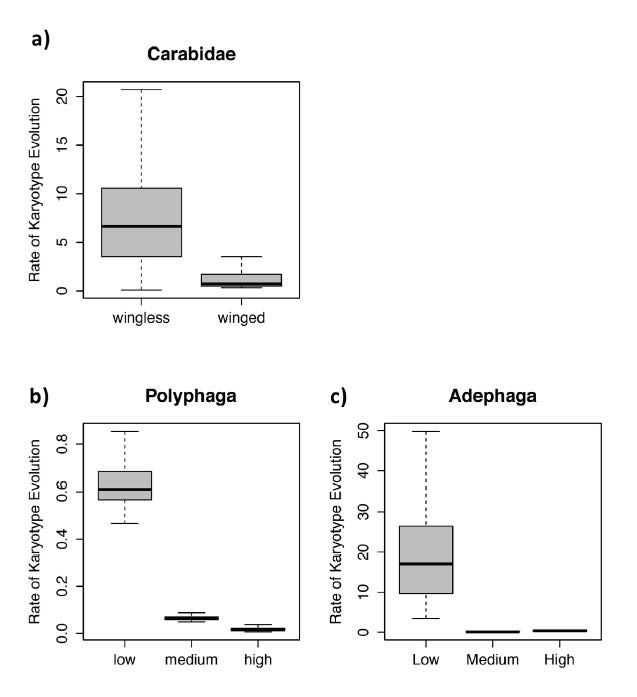 a)
Carabidae
Rate of Karyotype Evolution
20
15
10
5
0
wingless winged
b)
Polyphaga
Rate of Karyotype Evolution
0.8
0.6
0.4
0.2
0.0
low medium high
c)
Adephaga
Rate of Karyotype Evolution
50
40
30
20
10
0
Low Medium High